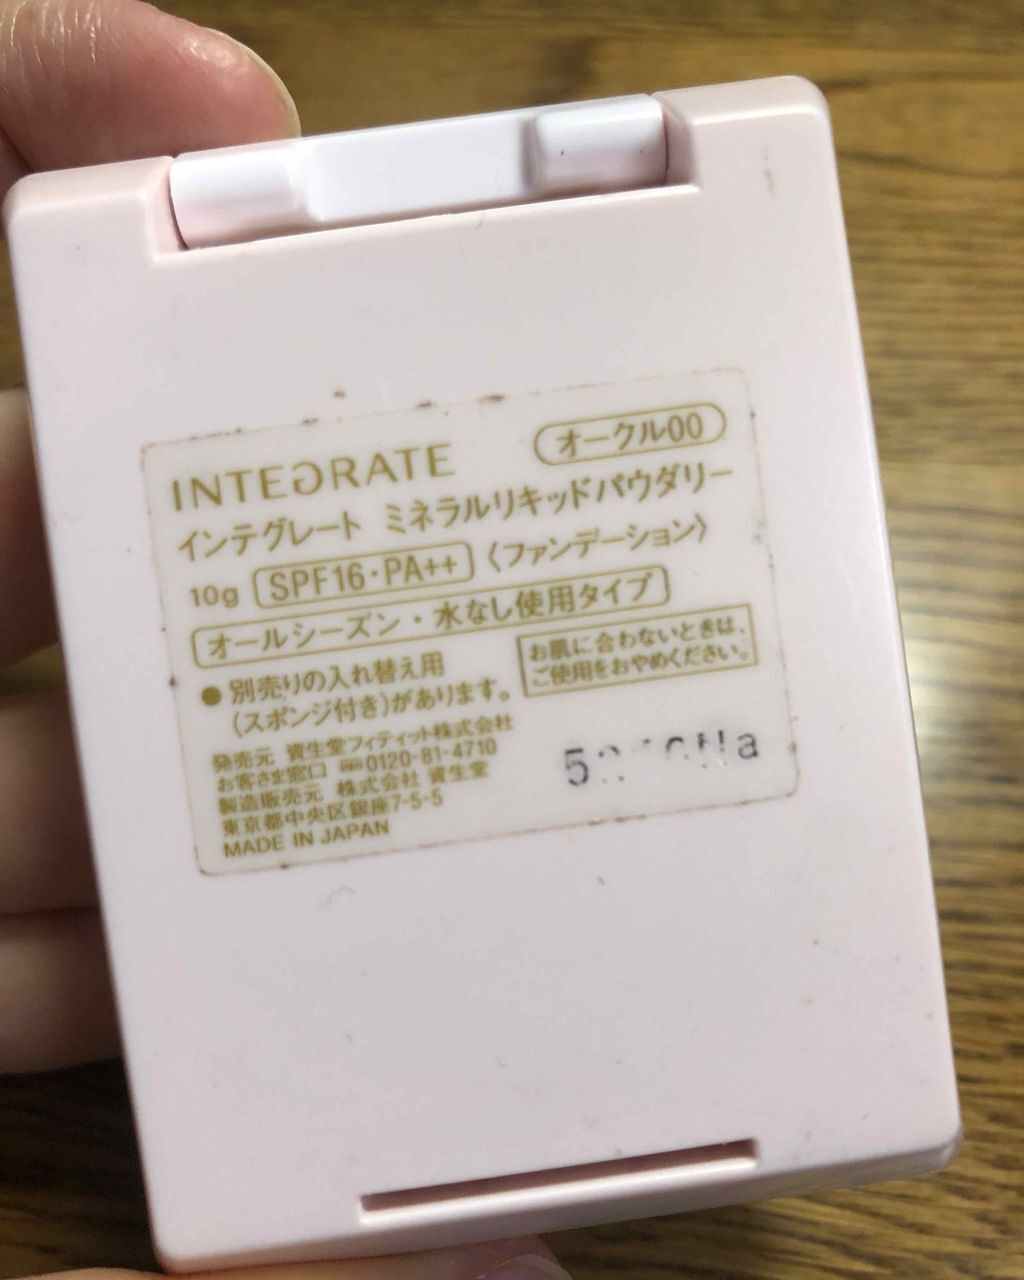 INTEGRATE
オークル00
インテグレート ミネラルリキッドパウダリー
10g SPF16・PA++ 〈ファンデーション〉
オールシーズン・水なし使用タイプ
●別売りの入れ替え用
(スポンジ付き)があります。
お肌に合わないときは、
ご使用をおやめください。
発売元 資生堂フィティット株式会社
お客さま窓口 0120-81-4710
製造販売元 株式会社 資生堂
東京都中央区銀座7-5-5
MADE IN JAPAN